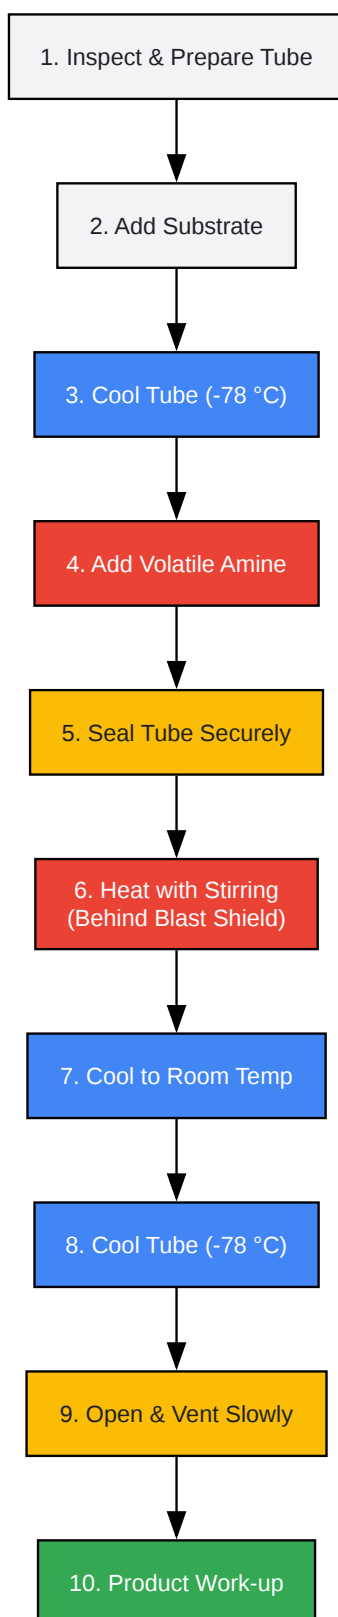 1. Inspect & Prepare Tube
2. Add Substrate
3. Cool Tube (-78 °C)
4. Add Volatile Amine
5. Seal Tube Securely
6. Heat with Stirring
(Behind Blast Shield)
7. Cool to Room Temp
8. Cool Tube (-78 °C)
9. Open & Vent Slowly
10. Product Work-up